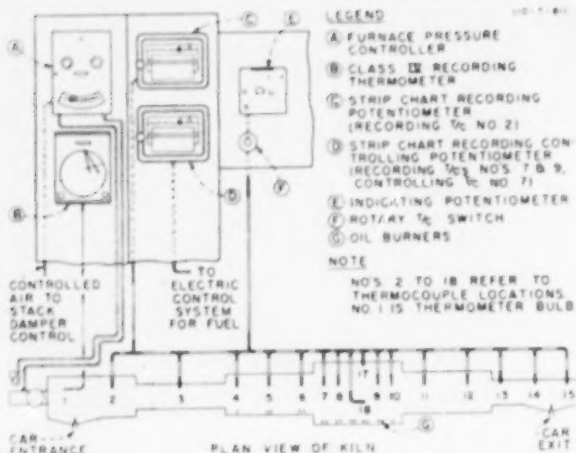 LEGEND
A FURNACE PRESSURE
CONTROLLER
B CLASS IV RECORDING
THERMOMETER
C STRIP CHART RECORDING
POTENTIOMETER
(RECORDING T/C NO. 2)
D STRIP CHART RECORDING CON-
TROLLING POTENTIOMETER
(RECORDING T/CS NO'S 7 & 9,
CONTROLLING T/C NO. 7)
E INDICATING POTENTIOMETER
F ROTARY T/C SWITCH
G OIL BURNERS
NOTE
NO'S 2 TO 18 REFER TO
THERMOCOUPLE LOCATIONS
NO. 1 IS THERMOMETER BULB
A
B
C
D
E
F
CONTROLLED
AIR TO
STACK
DAMPER
CONTROL
TO
ELECTRIC
CONTROL
SYSTEM
FOR FUEL
1 2 3 4 5 6 7 8 17 9 10 11 12 13 14 15
18
G
CAR
ENTRANCE
PLAN VIEW OF KILN
CAR
EXIT